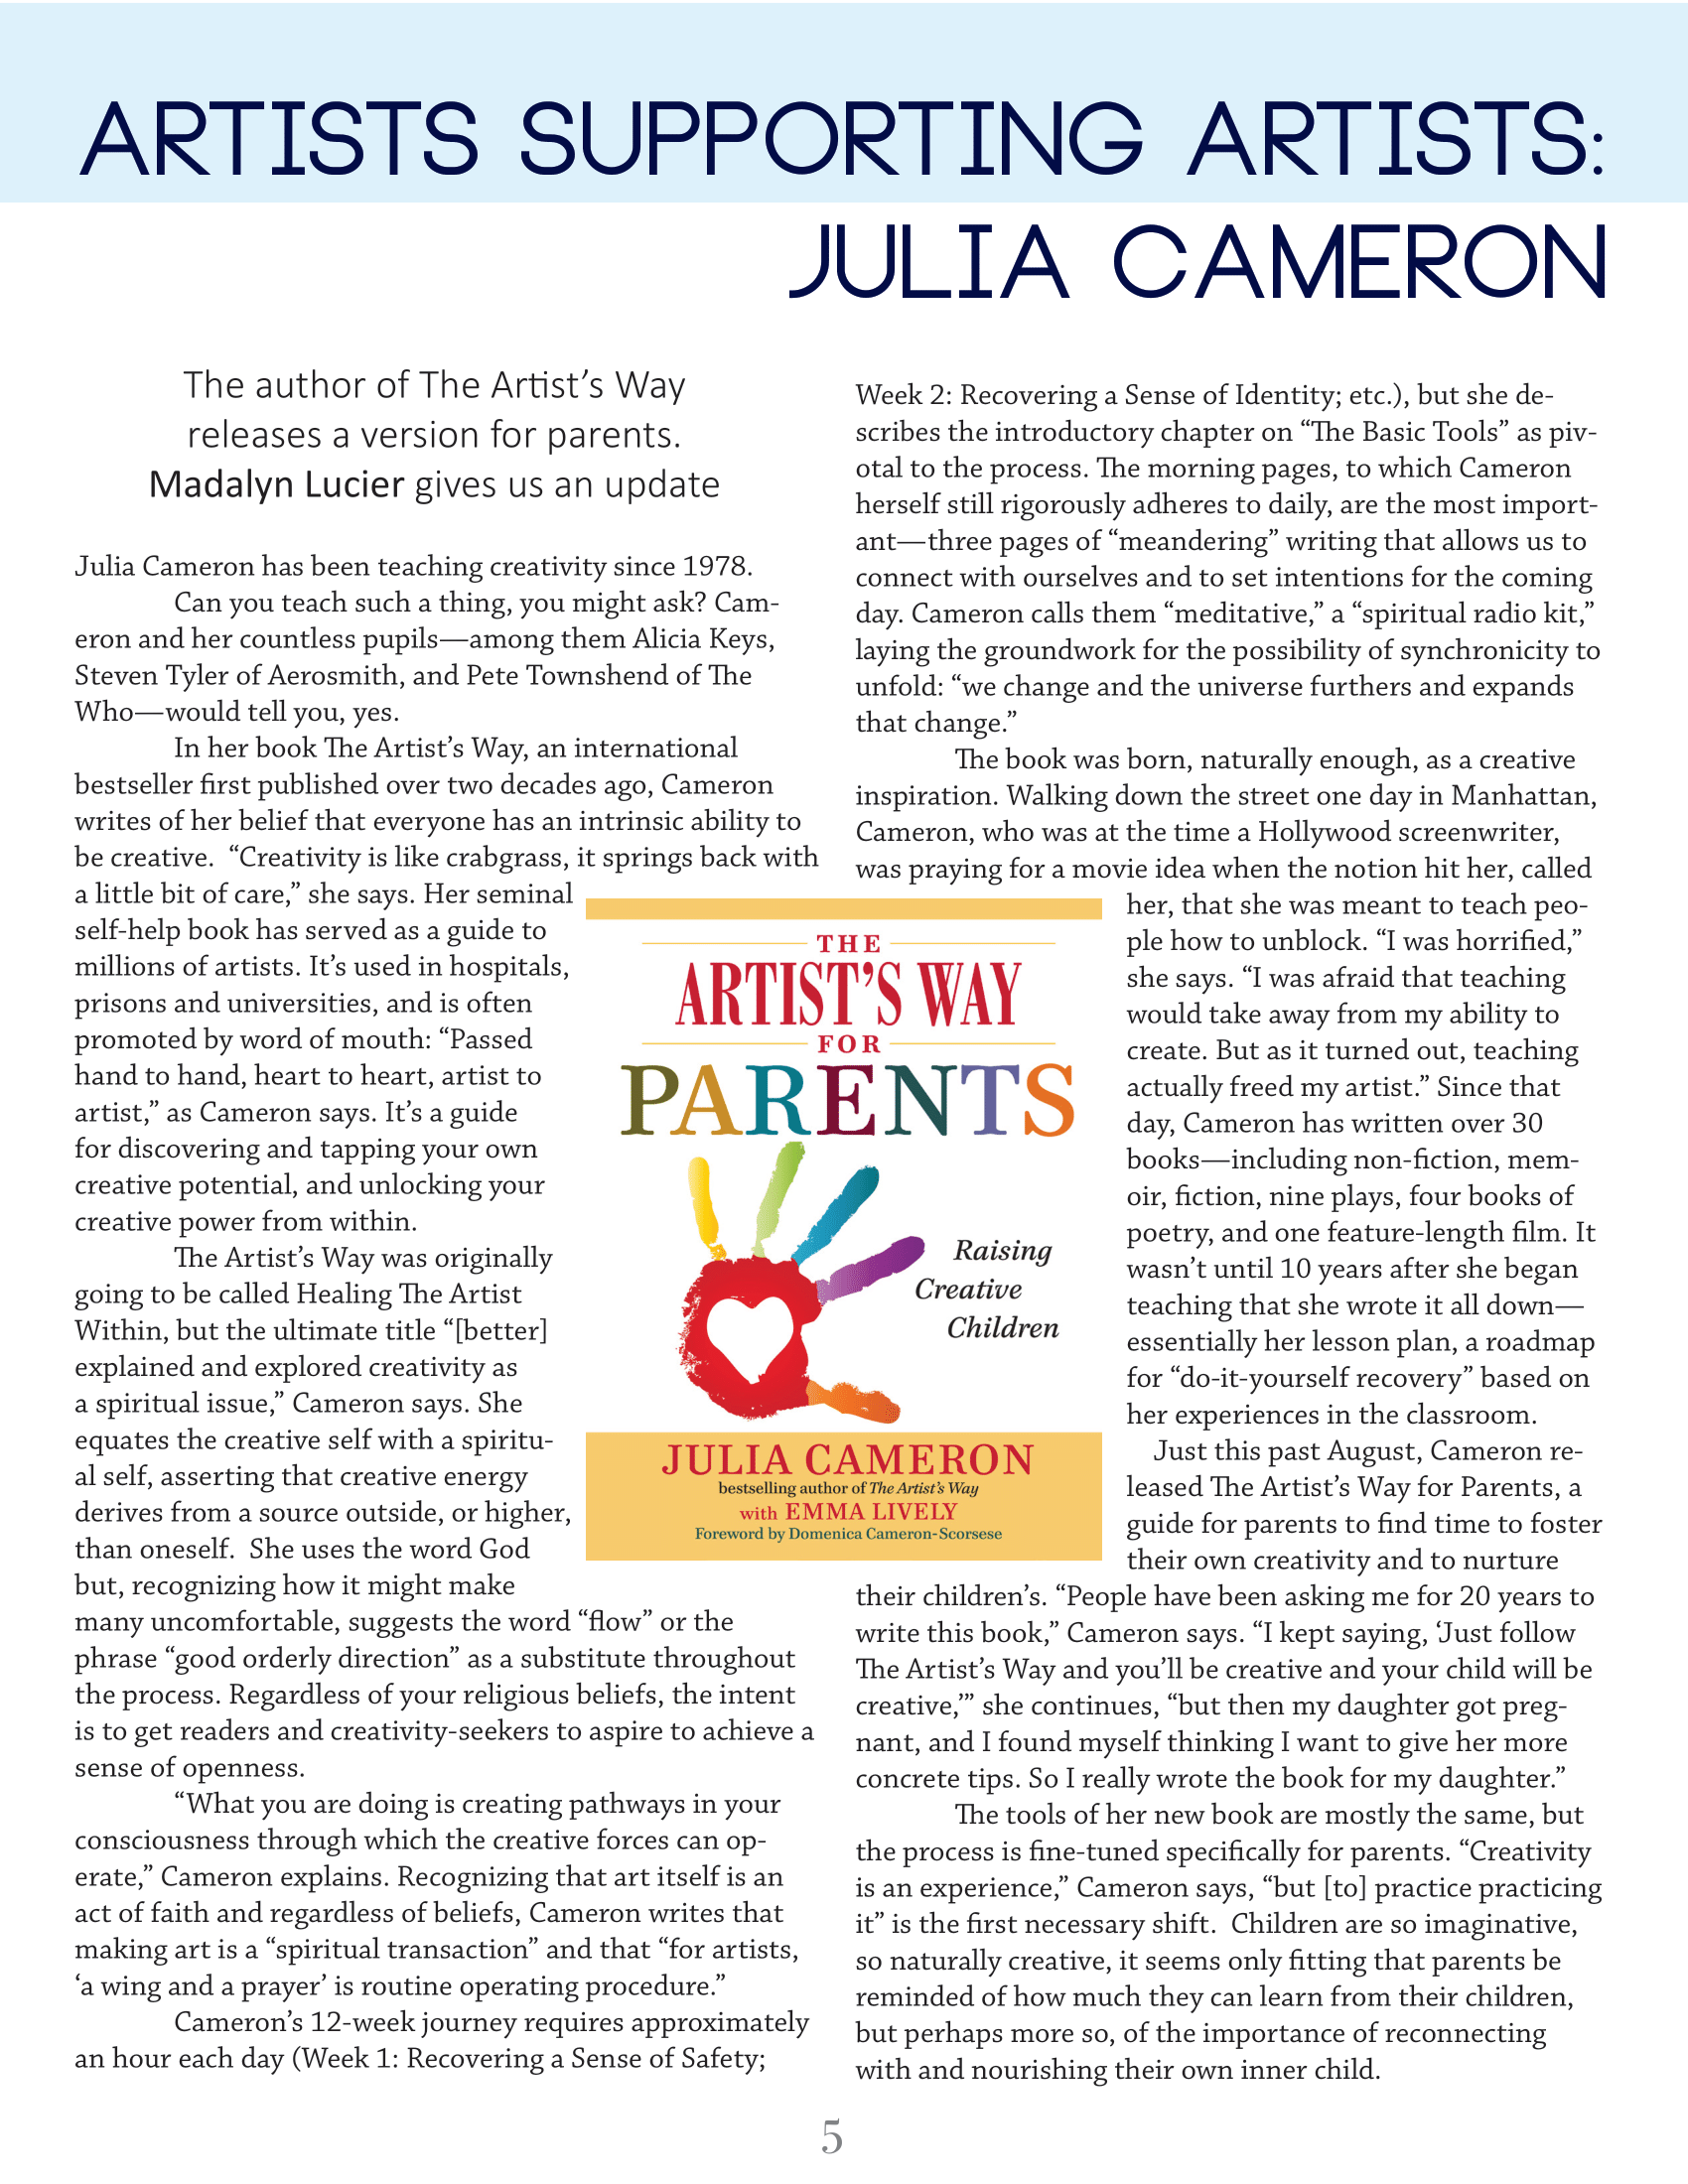 ARTISTS SUPPORTING ARTISTS:
JULIA CAMERON
The author of The Artist’s Way
releases a version for parents.
Madalyn Lucier gives us an update
Julia Cameron has been teaching creativity since 1978.
Can you teach such a thing, you might ask? Cam-
eron and her countless pupils—among them Alicia Keys,
Steven Tyler of Aerosmith, and Pete Townshend of The
Who—would tell you, yes.
In her book The Artist’s Way, an international
bestseller first published over two decades ago, Cameron
writes of her belief that everyone has an intrinsic ability to
be creative.  “Creativity is like crabgrass, it springs back with
a little bit of care,” she says. Her seminal
self-help book has served as a guide to
millions of artists. It’s used in hospitals,
prisons and universities, and is often
promoted by word of mouth: “Passed
hand to hand, heart to heart, artist to
artist,” as Cameron says. It’s a guide
for discovering and tapping your own
creative potential, and unlocking your
creative power from within.
The Artist’s Way was originally
going to be called Healing The Artist
Within, but the ultimate title “[better]
explained and explored creativity as
a spiritual issue,” Cameron says. She
equates the creative self with a spiritu-
al self, asserting that creative energy
derives from a source outside, or higher,
than oneself.  She uses the word God
but, recognizing how it might make
many uncomfortable, suggests the word “flow” or the
phrase “good orderly direction” as a substitute throughout
the process. Regardless of your religious beliefs, the intent
is to get readers and creativity-seekers to aspire to achieve a
sense of openness.
“What you are doing is creating pathways in your
consciousness through which the creative forces can op-
erate,” Cameron explains. Recognizing that art itself is an
act of faith and regardless of beliefs, Cameron writes that
making art is a “spiritual transaction” and that “for artists,
‘a wing and a prayer’ is routine operating procedure.”
Cameron’s 12-week journey requires approximately
an hour each day (Week 1: Recovering a Sense of Safety;
Week 2: Recovering a Sense of Identity; etc.), but she de-
scribes the introductory chapter on “The Basic Tools” as piv-
otal to the process. The morning pages, to which Cameron
herself still rigorously adheres to daily, are the most import-
ant—three pages of “meandering” writing that allows us to
connect with ourselves and to set intentions for the coming
day. Cameron calls them “meditative,” a “spiritual radio kit,”
laying the groundwork for the possibility of synchronicity to
unfold: “we change and the universe furthers and expands
that change.”
The book was born, naturally enough, as a creative
inspiration. Walking down the street one day in Manhattan,
Cameron, who was at the time a Hollywood screenwriter,
was praying for a movie idea when the notion hit her, called
her, that she was meant to teach peo-
ple how to unblock. “I was horrified,”
she says. “I was afraid that teaching
would take away from my ability to
create. But as it turned out, teaching
actually freed my artist.” Since that
day, Cameron has written over 30
books—including non-fiction, mem-
oir, fiction, nine plays, four books of
poetry, and one feature-length film. It
wasn’t until 10 years after she began
teaching that she wrote it all down—
essentially her lesson plan, a roadmap
for “do-it-yourself recovery” based on
her experiences in the classroom.
Just this past August, Cameron re-
leased The Artist’s Way for Parents, a
guide for parents to find time to foster
their own creativity and to nurture
their children’s. “People have been asking me for 20 years to
write this book,” Cameron says. “I kept saying, ‘Just follow
The Artist’s Way and you’ll be creative and your child will be
creative,’” she continues, “but then my daughter got preg-
nant, and I found myself thinking I want to give her more
concrete tips. So I really wrote the book for my daughter.”
The tools of her new book are mostly the same, but
the process is fine-tuned specifically for parents. “Creativity
is an experience,” Cameron says, “but [to] practice practicing
it” is the first necessary shift.  Children are so imaginative,
so naturally creative, it seems only fitting that parents be
reminded of how much they can learn from their children,
but perhaps more so, of the importance of reconnecting
with and nourishing their own inner child.
THE
ARTIST’S WAY
FOR
PARENTS
Raising
Creative
Children
JULIA CAMERON
bestselling author of The Artist’s Way
with EMMA LIVELY
Foreword by Domenica Cameron-Scorsese
5